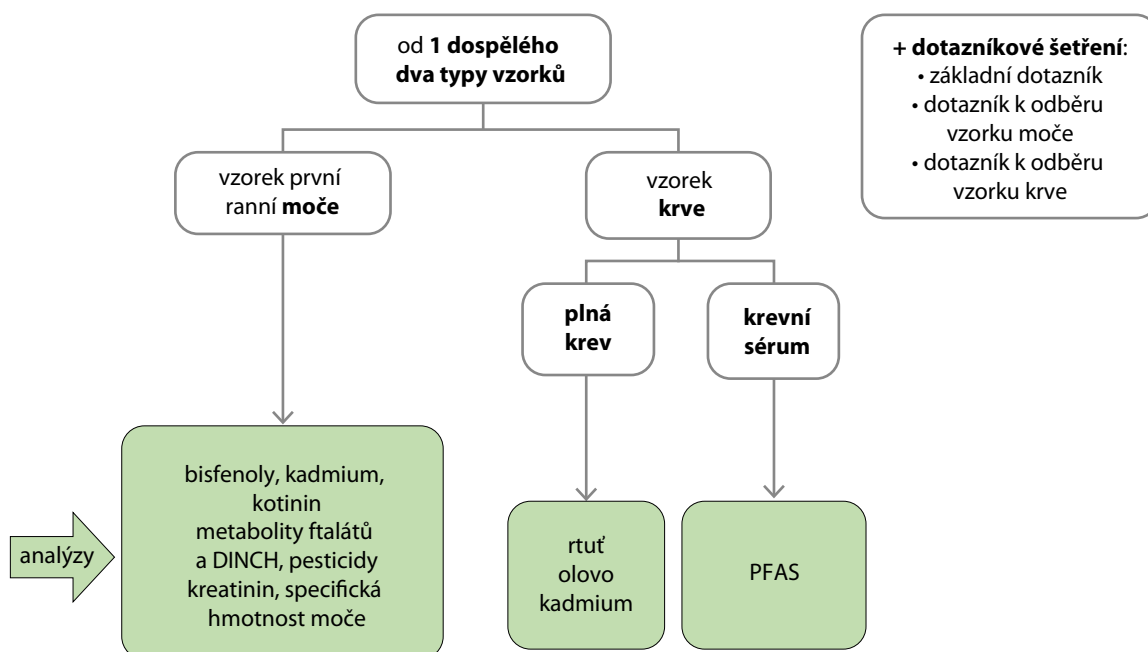 od 1 dospělého
dva typy vzorků
+ dotazníkové šetření:
• základní dotazník
• dotazník k odběru
vzorku moče
• dotazník k odběru
vzorku krve
vzorek první
ranní moče
vzorek
krve
plná
krev
krevní
sérum
analýzy
bisfenoly, kadmium,
kotinin
metabolity ftalátů
a DINCH, pesticidy
kreatinin, specifická
hmotnost moče
rtuť
olovo
kadmium
PFAS